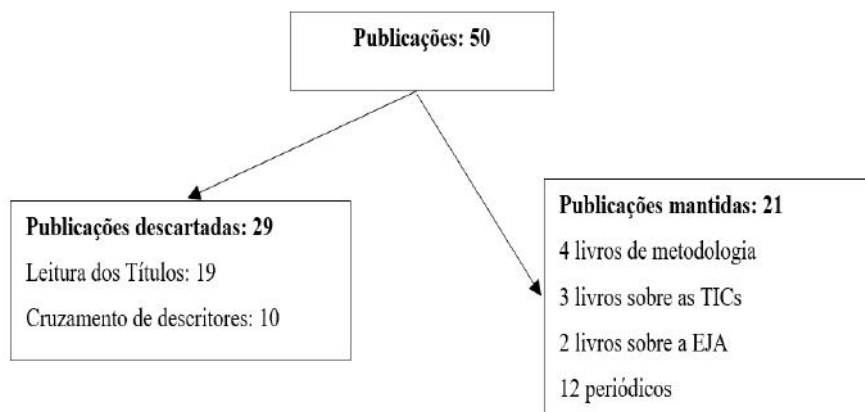 Publicações: 50
Publicações descartadas: 29
Leitura dos Títulos: 19
Cruzamento de descritores: 10
Publicações mantidas: 21
4 livros de metodologia
3 livros sobre as TICs
2 livros sobre a EJA
12 periódicos